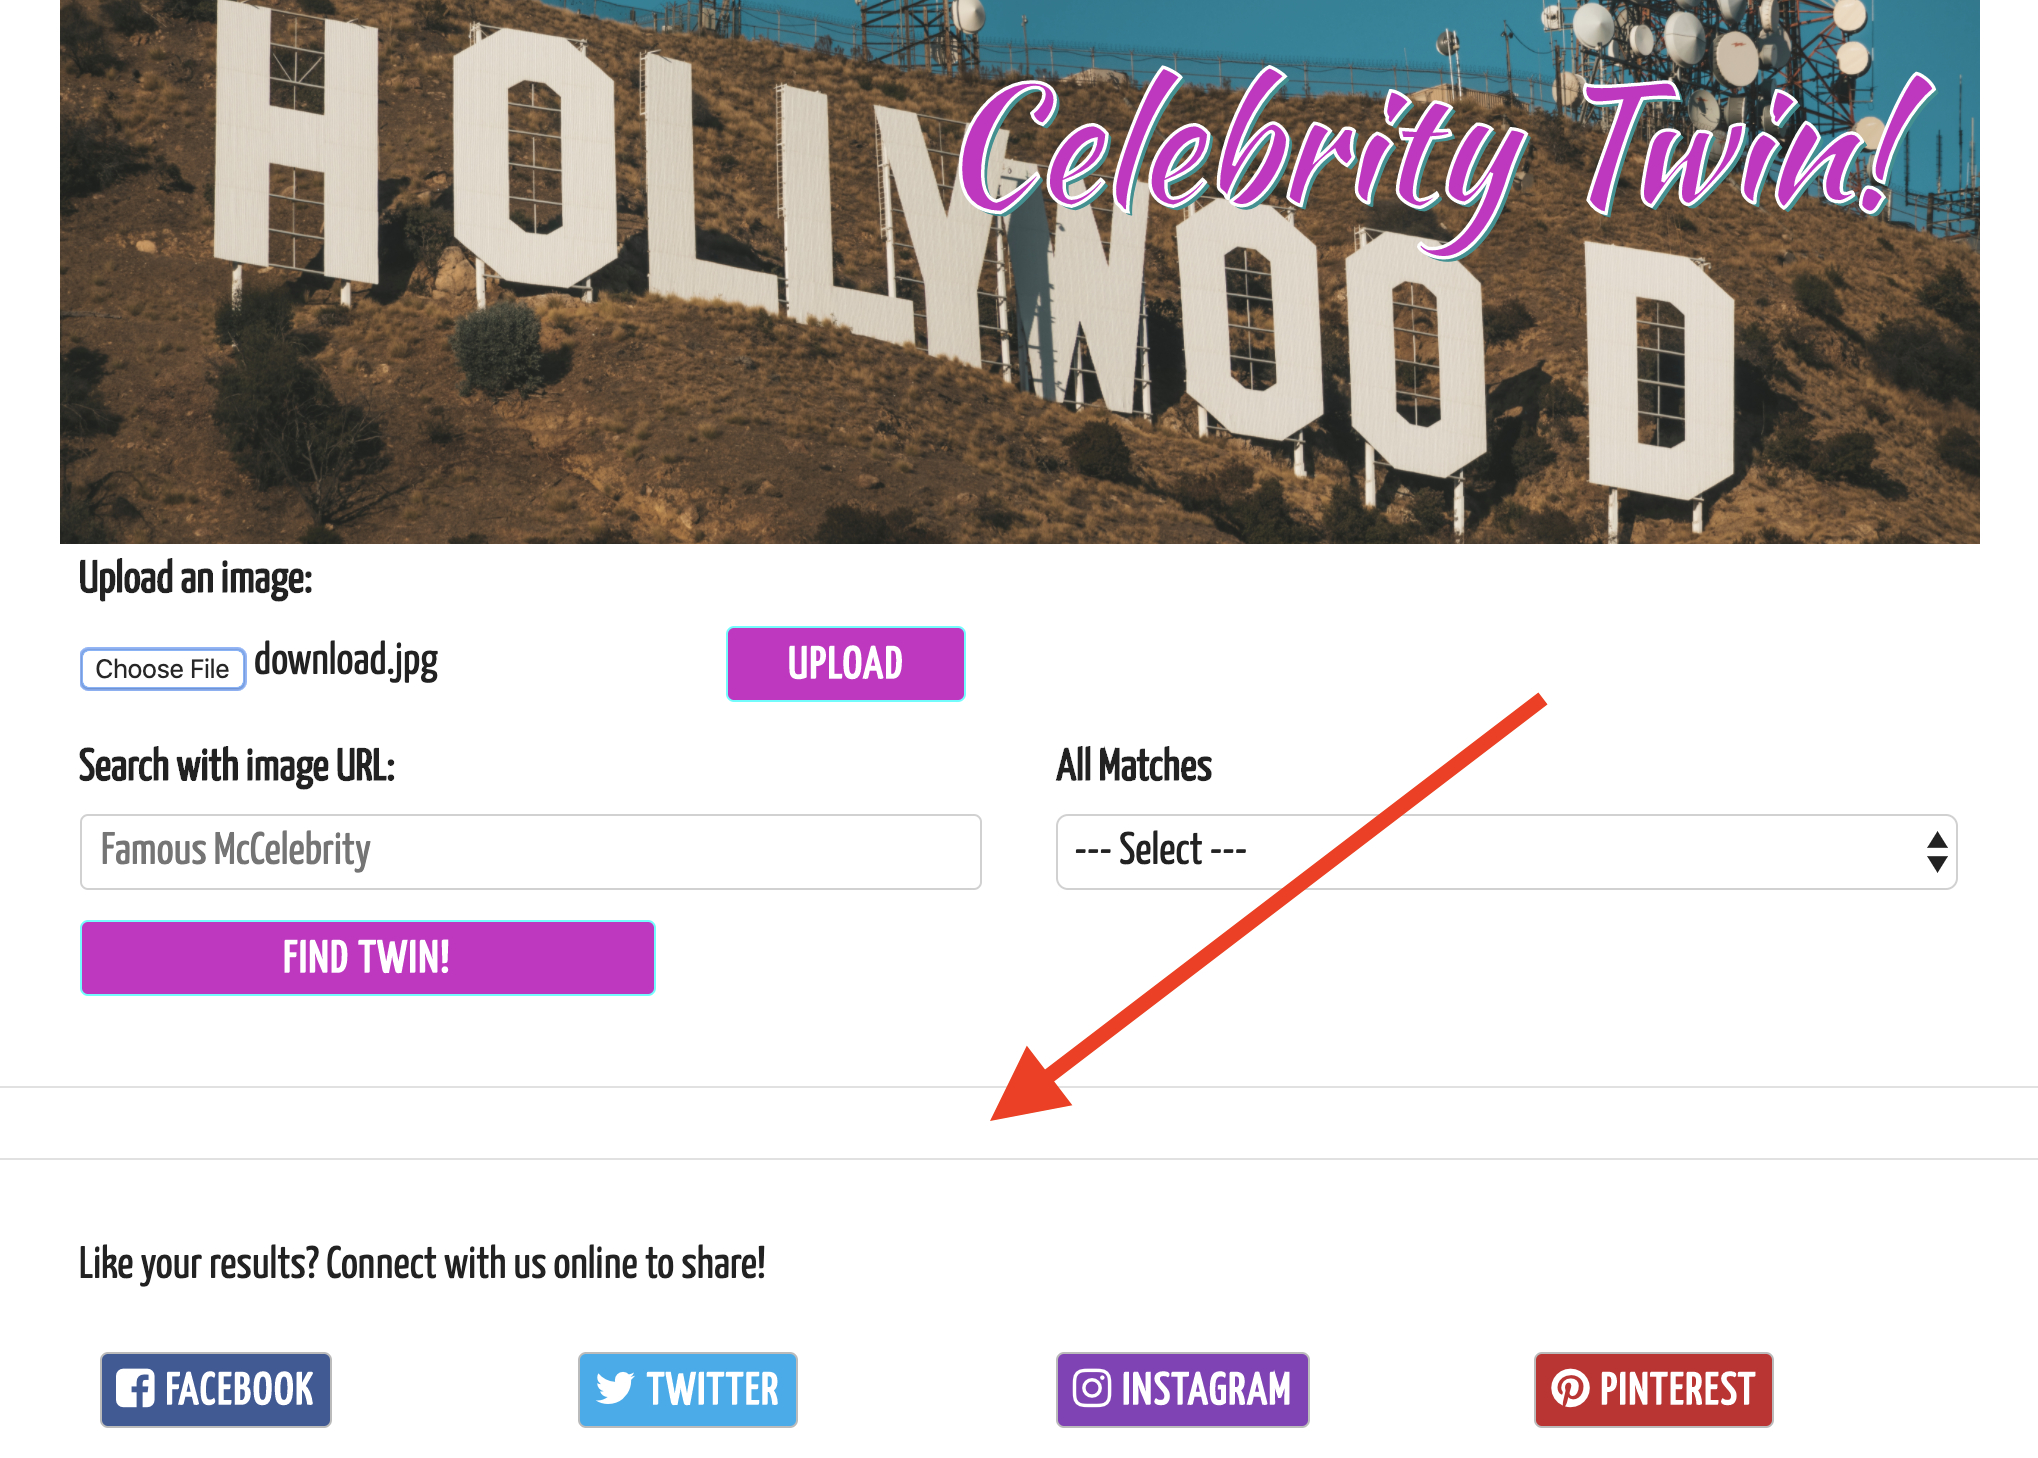 HOLLYWOOD
Celebrity Twin!
Upload an image:
Choose File download.jpg
UPLOAD
Search with image URL:
All Matches
Famous McCelebrity
--- Select ---
FIND TWIN!
Like your results? Connect with us online to share!
FACEBOOK
TWITTER
INSTAGRAM
PINTEREST